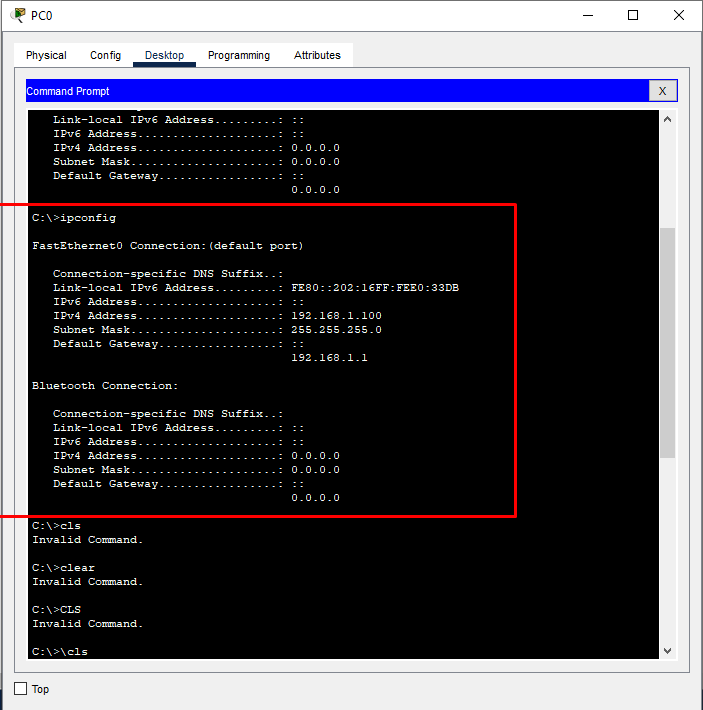 PC0
Physical Config Desktop Programming Attributes
Command Prompt X
Link-local IPv6 Address.........: ::
IPv6 Address....................: ::
IPv4 Address....................: 0.0.0.0
Subnet Mask.....................: 0.0.0.0
Default Gateway.................: ::
0.0.0.0
C:\>ipconfig
FastEthernet0 Connection:(default port)
Connection-specific DNS Suffix..:
Link-local IPv6 Address.........: FE80::202:16FF:FEE0:33DB
IPv6 Address....................: ::
IPv4 Address....................: 192.168.1.100
Subnet Mask.....................: 255.255.255.0
Default Gateway.................: ::
192.168.1.1
Bluetooth Connection:
Connection-specific DNS Suffix..:
Link-local IPv6 Address.........: ::
IPv6 Address....................: ::
IPv4 Address....................: 0.0.0.0
Subnet Mask.....................: 0.0.0.0
Default Gateway.................: ::
0.0.0.0
C:\>cls
Invalid Command.
C:\>clear
Invalid Command.
C:\>CLS
Invalid Command.
C:\>\cls
Top